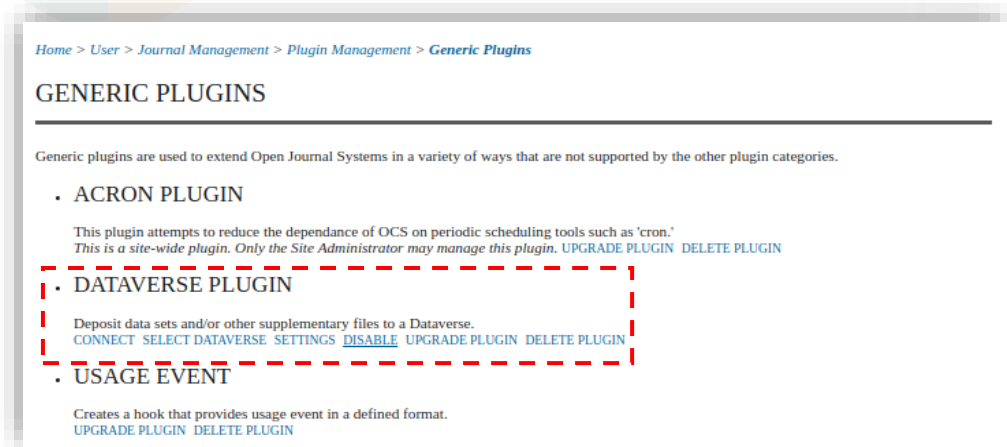 Home > User > Journal Management > Plugin Management > Generic Plugins
GENERIC PLUGINS
Generic plugins are used to extend Open Journal Systems in a variety of ways that are not supported by the other plugin categories.
• ACRON PLUGIN
This plugin attempts to reduce the dependance of OCS on periodic scheduling tools such as 'cron.'
This is a site-wide plugin. Only the Site Administrator may manage this plugin. UPGRADE PLUGIN DELETE PLUGIN
• DATAVERSE PLUGIN
Deposit data sets and/or other supplementary files to a Dataverse.
CONNECT SELECT DATAVERSE SETTINGS DISABLE UPGRADE PLUGIN DELETE PLUGIN
• USAGE EVENT
Creates a hook that provides usage event in a defined format.
UPGRADE PLUGIN DELETE PLUGIN